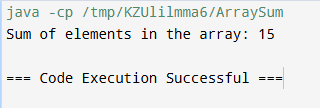 java -cp /tmp/KZUlilmma6/ArraySum
Sum of elements in the array: 15
=== Code Execution Successful ===